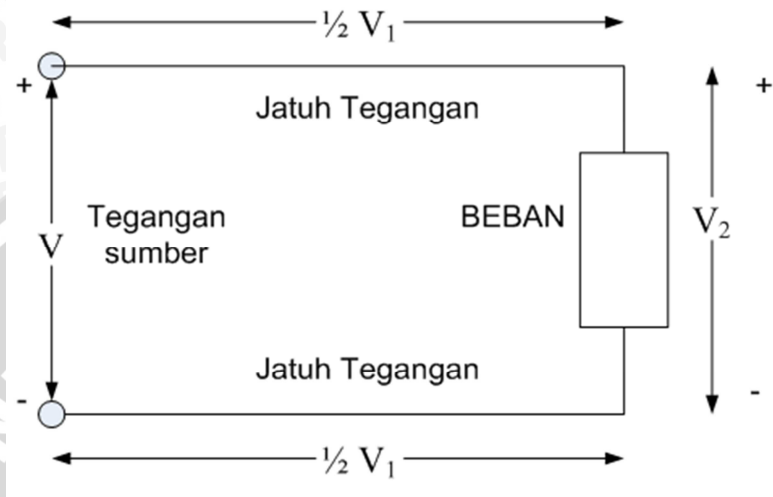 ½ V₁
+
+
Jatuh Tegangan
Tegangan
sumber
V
BEBAN
V₂
Jatuh Tegangan
-
-
½ V₁